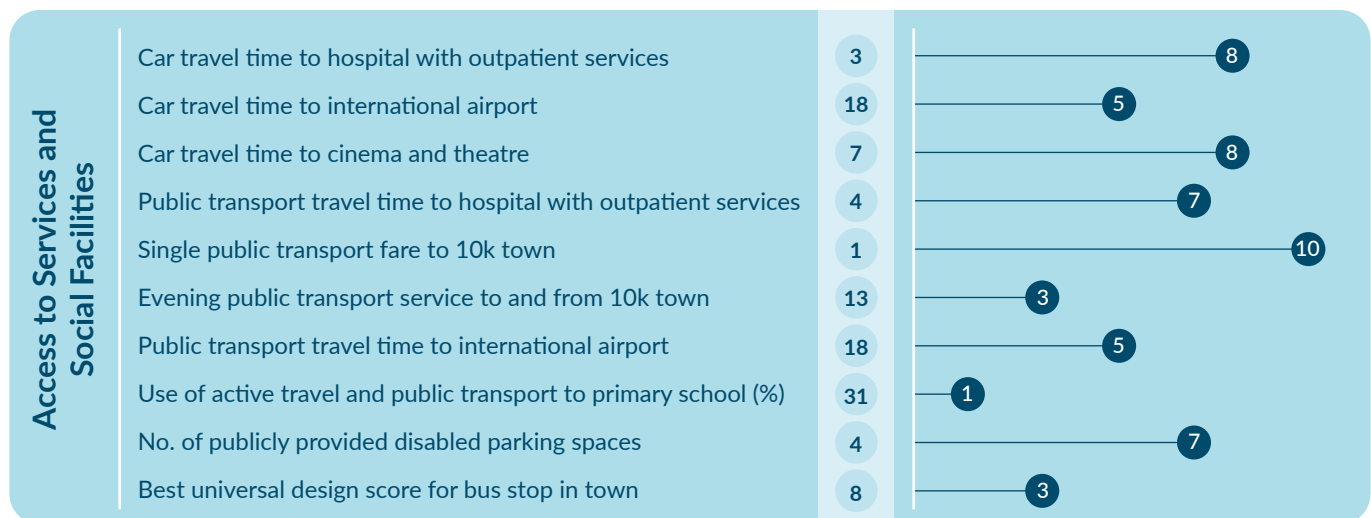 Access to Services and
Social Facilities
Car travel time to hospital with outpatient services 3 8
Car travel time to international airport 18 5
Car travel time to cinema and theatre 7 8
Public transport travel time to hospital with outpatient services 4 7
Single public transport fare to 10k town 1 10
Evening public transport service to and from 10k town 13 3
Public transport travel time to international airport 18 5
Use of active travel and public transport to primary school (%) 31 1
No. of publicly provided disabled parking spaces 4 7
Best universal design score for bus stop in town 8 3